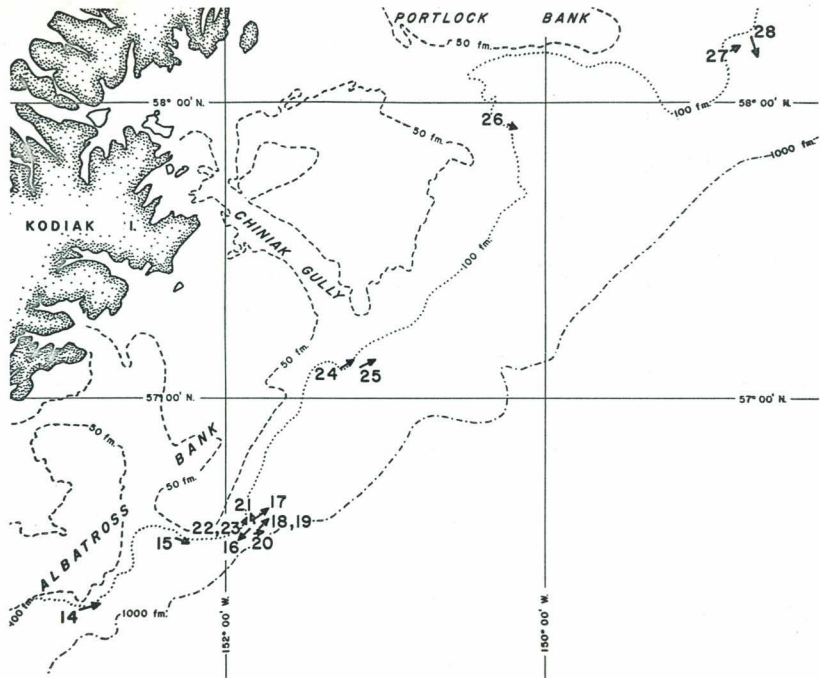 PORTLOCK BANK
50 fm.
28
27
58° 00' N.
58° 00' N.
100 fm.
50 fm.
26
1000 fm.
KODIAK I.
CHINIAK GULLY
100 fm.
50 fm.
24
25
57° 00' N.
57° 00' N.
50 fm.
BANK
50 fm.
21
17
22,23
18,19
15
16
20
ALBATROSS
100 fm.
14
1000 fm.
152° 00' W.
150° 00' W.